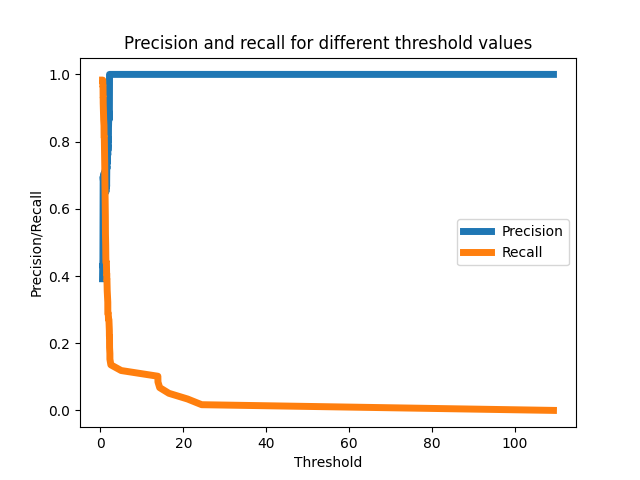 Precision and recall for different threshold values
Precision/Recall
1.0
0.8
0.6
0.4
0.2
0.0
Precision
Recall
0 20 40 60 80 100
Threshold